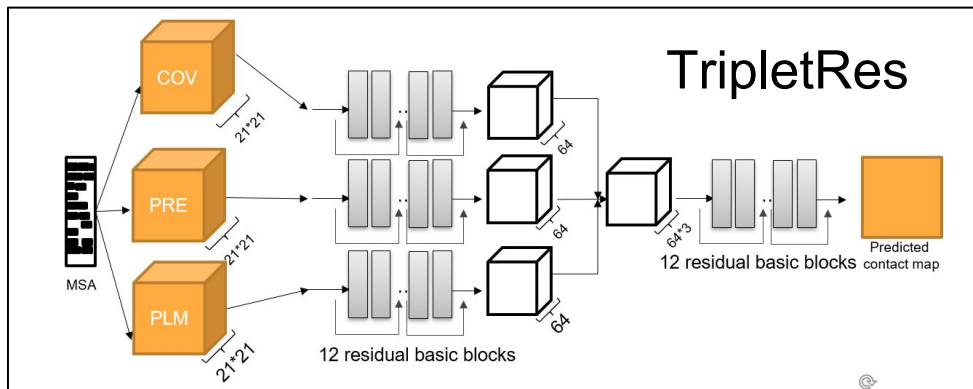 TripletRes
COV
21*21
64
PRE
21*21
64
64*3
MSA
12 residual basic blocks
Predicted
contact map
PLM
21*21
64
12 residual basic blocks